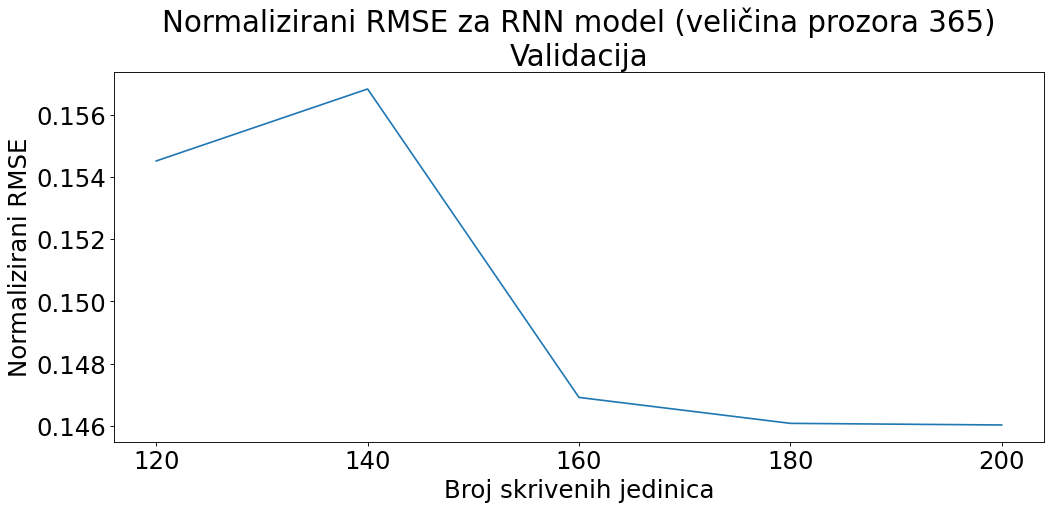 Normalizirani RMSE za RNN model (veličina prozora 365)
Validacija
Normalizirani RMSE
0.156
0.154
0.152
0.150
0.148
0.146
120 140 160 180 200
Broj skrivenih jedinica